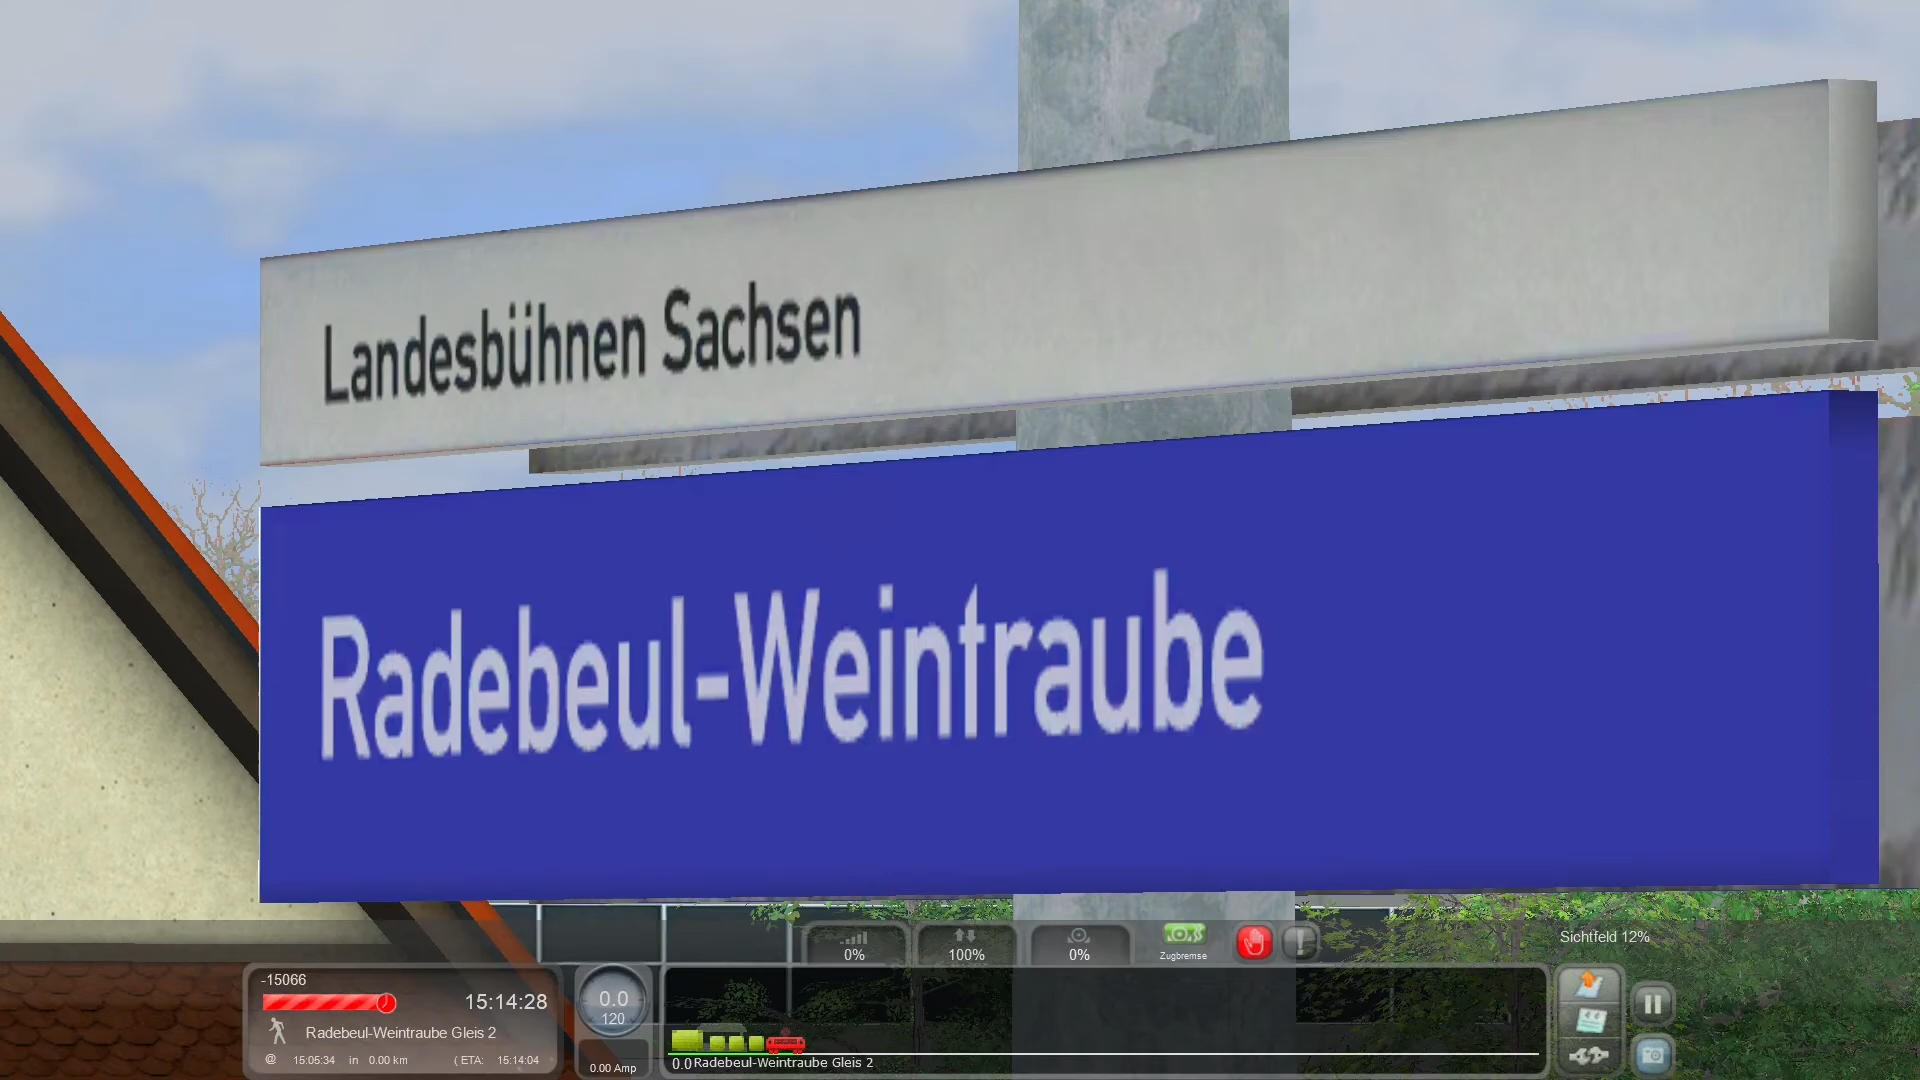 Landesbühnen Sachsen
Radebeul-Weintraube
Sichtfeld 12%
0%
100%
0%
Zugbremse
-15066
15:14:28
Radebeul-Weintraube Gleis 2
@ 15:05:34 in 0.00 km (ETA: 15:14:04
0.0
120
0.00 Amp
0.0 Radebeul-Weintraube Gleis 2